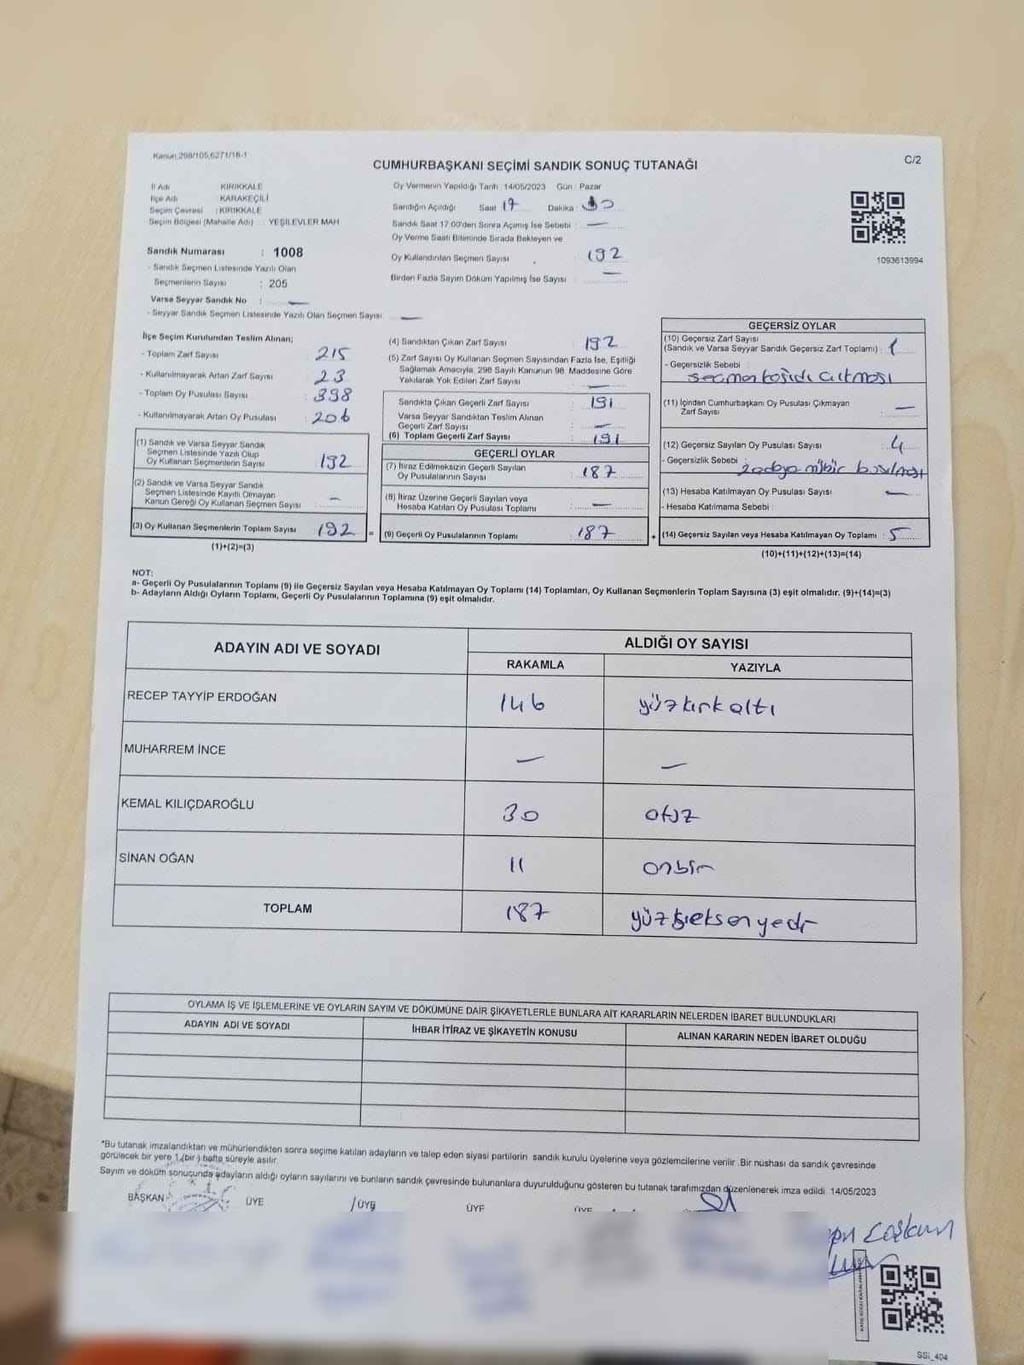 Kanun:298/105,6271/16-1
CUMHURBAŞKANI SEÇİMİ SANDIK SONUÇ TUTANAĞI
C/2
İl Adı KIRIKKALE
İlçe Adı KARAKEÇİLİ
Seçim Çevresi : KIRIKKALE
Seçim Bölgesi (Mahalle Adı) : YEŞİLEVLER MAH
Sandık Numarası : 1008
- Sandık Seçmen Listesinde Yazılı Olan
Seçmenlerin Sayısı : 205
Varsa Seyyar Sandık No : —
- Seyyar Sandık Seçmen Listesinde Yazılı Olan Seçmen Sayısı —
Oy Vermenin Yapıldığı Tarih 14/05/2023 Gün : Pazar
Sandığın Açıldığı Saat 17 Dakika
Sandık Saat 17.00'den Sonra Açılmış İse Sebebi : —
Oy Verme Saati Bitiminde Sırada Bekleyen ve
Oy Kullandırılan Seçmen Sayısı : 192
Birden Fazla Sayım Döküm Yapılmış İse Sayısı —
1093613994
İlçe Seçim Kurulundan Teslim Alınan;
- Toplam Zarf Sayısı 215
- Kullanılmayarak Artan Zarf Sayısı 23
- Toplam Oy Pusulası Sayısı 398
- Kullanılmayarak Artan Oy Pusulası 206
(1) Sandık ve Varsa Seyyar Sandık
Seçmen Listesinde Yazılı Olup
Oy Kullanan Seçmenlerin Sayısı 192
(2) Sandık ve Varsa Seyyar Sandık
Seçmen Listesinde Kayıtlı Olmayan
Kanun Gereği Oy Kullanan Seçmen Sayısı —
(3) Oy Kullanan Seçmenlerin Toplam Sayısı 192 =
(1)+(2)=(3)
(4) Sandıktan Çıkan Zarf Sayısı 192
(5) Zarf Sayısı Oy Kullanan Seçmen Sayısından Fazla İse, Eşitliği
Sağlamak Amacıyla, 298 Sayılı Kanunun 98. Maddesine Göre
Yakılarak Yok Edilen Zarf Sayısı —
Sandıkta Çıkan Geçerli Zarf Sayısı 191
Varsa Seyyar Sandıktan Teslim Alınan
Geçerli Zarf Sayısı —
(6) Toplam Geçerli Zarf Sayısı 191
GEÇERLİ OYLAR
(7) İtiraz Edilmeksizin Geçerli Sayılan
Oy Pusulalarının Sayısı 187
(8) İtiraz Üzerine Geçerli Sayılan veya
Hesaba Katılan Oy Pusulası Toplamı —
(9) Geçerli Oy Pusulalarının Toplamı 187 +
GEÇERSİZ OYLAR
(10) Geçersiz Zarf Sayısı
(Sandık ve Varsa Seyyar Sandık Geçersiz Zarf Toplamı) : 1
- Geçersizlik Sebebi :
(11) İçinden Cumhurbaşkanı Oy Pusulası Çıkmayan
Zarf Sayısı —
(12) Geçersiz Sayılan Oy Pusulası Sayısı 4
- Geçersizlik Sebebi
(13) Hesaba Katılmayan Oy Pusulası Sayısı —
- Hesaba Katılmama Sebebi :
(14) Geçersiz Sayılan veya Hesaba Katılmayan Oy Toplamı : 5
(10)+(11)+(12)+(13)=(14)
NOT:
a- Geçerli Oy Pusulalarının Toplamı (9) ile Geçersiz Sayılan veya Hesaba Katılmayan Oy Toplamı (14) Toplamları, Oy Kullanan Seçmenlerin Toplam Sayısına (3) eşit olmalıdır. (9)+(14)=(3)
b- Adayların Aldığı Oyların Toplamı, Geçerli Oy Pusulalarının Toplamına (9) eşit olmalıdır.
ADAYIN ADI VE SOYADI
ALDIĞI OY SAYISI
RAKAMLA YAZIYLA
RECEP TAYYİP ERDOĞAN 146 yüzkırkaltı
MUHARREM İNCE — —
KEMAL KILIÇDAROĞLU 30 otuz
SİNAN OĞAN 11 onbir
TOPLAM 187 yüzseksenyedi
OYLAMA İŞ VE İŞLEMLERİNE VE OYLARIN SAYIM VE DÖKÜMÜNE DAİR ŞİKAYETLERLE BUNLARA AİT KARARLARIN NELERDEN İBARET BULUNDUKLARI
ADAYIN ADI VE SOYADI İHBAR İTİRAZ VE ŞİKAYETİN KONUSU ALINAN KARARIN NEDEN İBARET OLDUĞU
*Bu tutanak imzalandıktan ve mühürlendikten sonra seçime katılan adayların ve talep eden siyasi partilerin sandık kurulu üyelerine veya gözlemcilerine verilir. Bir nüshası da sandık çevresinde
görülecek bir yere 1 (bir) hafta süreyle asılır.
Sayım ve döküm sonucunda adayların aldığı oyların sayılarını ve bunların sandık çevresinde bulunanlara duyurulduğunu gösteren bu tutanak tarafımızdan düzenlenerek imza edildi. 14/05/2023
BAŞKAN ÜYE ÜYE ÜYE ÜYE
SSİ_404